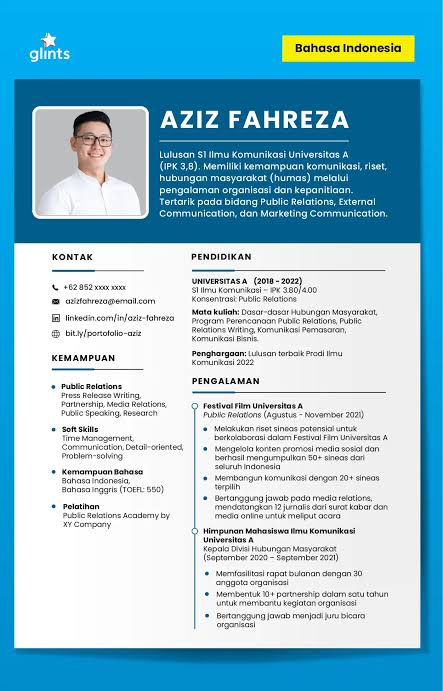 glints
Bahasa Indonesia
AZIZ FAHREZA
Lulusan S1 Ilmu Komunikasi Universitas A
(IPK 3,8). Memiliki kemampuan komunikasi, riset,
hubungan masyarakat (humas) melalui
pengalaman organisasi dan kepanitiaan.
Tertarik pada bidang Public Relations, External
Communication, dan Marketing Communication.
KONTAK
+62 852 xxxx xxxx
azizfahreza@email.com
linkedin.com/in/aziz-fahreza
bit.ly/portofolio-aziz
KEMAMPUAN
Public Relations
Press Release Writing,
Partnership, Media Relations,
Public Speaking, Research
Soft Skills
Time Management,
Communication, Detail-oriented,
Problem-solving
Kemampuan Bahasa
Bahasa Indonesia,
Bahasa Inggris (TOEFL: 550)
Pelatihan
Public Relations Academy by
XY Company
PENDIDIKAN
UNIVERSITAS A (2018 - 2022)
S1 Ilmu Komunikasi – IPK 3.80/4.00
Konsentrasi: Public Relations
Mata kuliah: Dasar-dasar Hubungan Masyarakat,
Program Perencanaan Public Relations, Public
Relations Writing, Komunikasi Pemasaran,
Komunikasi Bisnis.
Penghargaan: Lulusan terbaik Prodi Ilmu
Komunikasi 2022
PENGALAMAN
Festival Film Universitas A
Public Relations (Agustus - November 2021)
Melakukan riset sineas potensial untuk
berkolaborasi dalam Festival Film Universitas A
Mengelola konten promosi media sosial dan
berhasil mengumpulkan 50+ sineas dari
seluruh Indonesia
Membangun komunikasi dengan 20+ sineas
terpilih
Bertanggung jawab pada media relations,
mendatangkan 12 jurnalis dari surat kabar dan
media online untuk meliput acara
Himpunan Mahasiswa Ilmu Komunikasi
Universitas A
Kepala Divisi Hubungan Masyarakat
(September 2020 – September 2021)
Memfasilitasi rapat bulanan dengan 30
anggota organisasi
Membentuk 10+ partnership dalam satu tahun
untuk membantu kegiatan organisasi
Bertanggung jawab menjadi juru bicara
organisasi